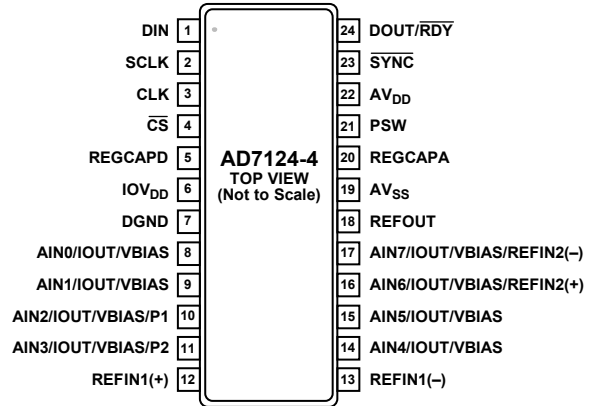 DIN 1
SCLK 2
CLK 3
C̅S̅ 4
REGCAPD 5
IOVDD 6
DGND 7
AIN0/IOUT/VBIAS 8
AIN1/IOUT/VBIAS 9
AIN2/IOUT/VBIAS/P1 10
AIN3/IOUT/VBIAS/P2 11
REFIN1(+) 12
AD7124-4
TOP VIEW
(Not to Scale)
24 DOUT/R̅D̅Y̅
23 S̅Y̅N̅C̅
22 AVDD
21 PSW
20 REGCAPA
19 AVSS
18 REFOUT
17 AIN7/IOUT/VBIAS/REFIN2(–)
16 AIN6/IOUT/VBIAS/REFIN2(+)
15 AIN5/IOUT/VBIAS
14 AIN4/IOUT/VBIAS
13 REFIN1(–)